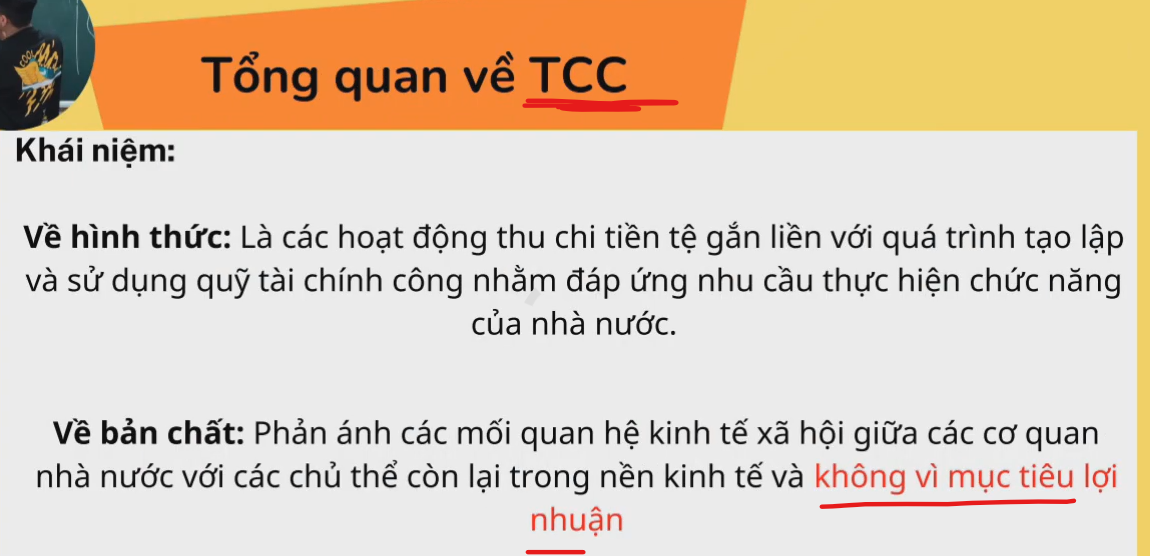 Tổng quan về TCC
Khái niệm:
Về hình thức: Là các hoạt động thu chi tiền tệ gắn liền với quá trình tạo lập
và sử dụng quỹ tài chính công nhằm đáp ứng nhu cầu thực hiện chức năng
của nhà nước.
Về bản chất: Phản ánh các mối quan hệ kinh tế xã hội giữa các cơ quan
nhà nước với các chủ thể còn lại trong nền kinh tế và không vì mục tiêu lợi
nhuận